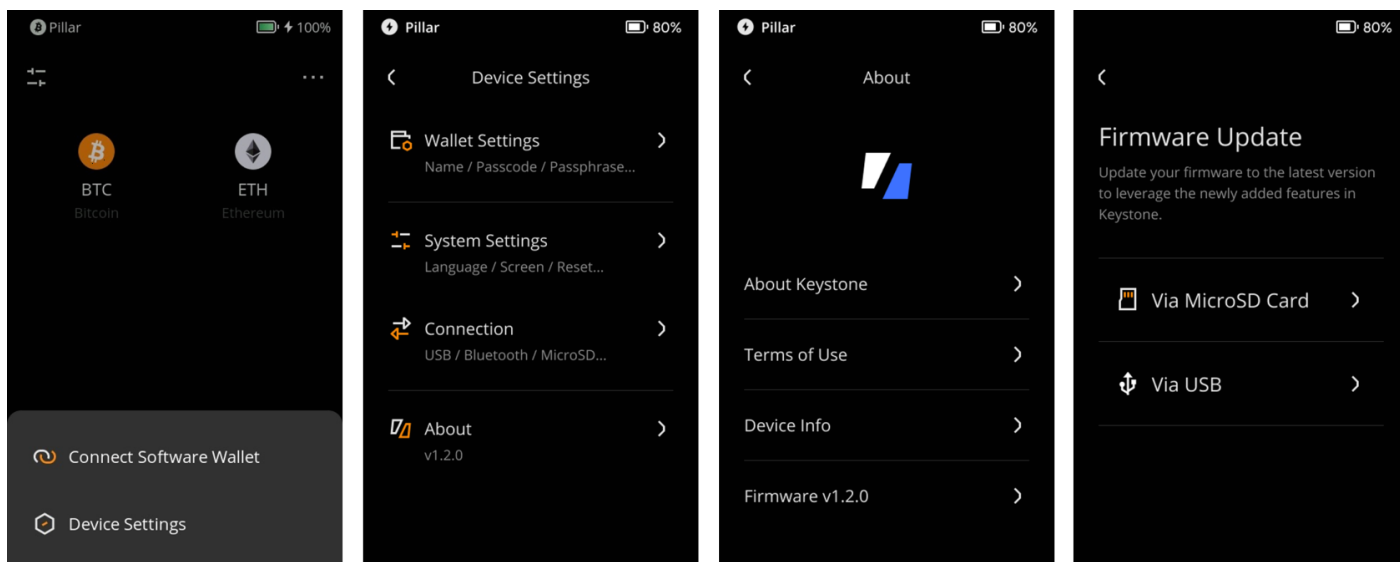 Pillar
100%
BTC
Bitcoin
ETH
Ethereum
Connect Software Wallet
Device Settings
Pillar
80%
Device Settings
Wallet Settings
Name / Passcode / Passphrase...
System Settings
Language / Screen / Reset...
Connection
USB / Bluetooth / MicroSD...
About
v1.2.0
Pillar
80%
About
About Keystone
Terms of Use
Device Info
Firmware v1.2.0
80%
Firmware Update
Update your firmware to the latest version
to leverage the newly added features in
Keystone.
Via MicroSD Card
Via USB